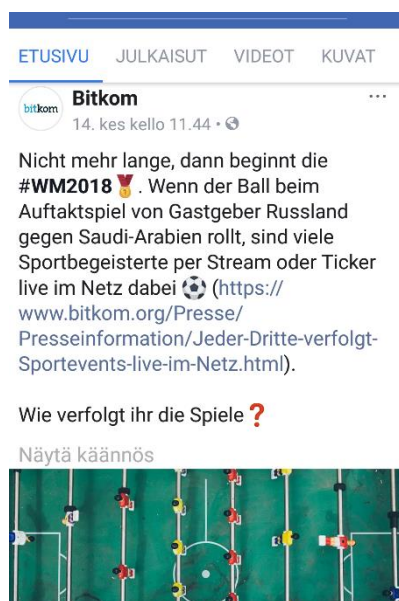 ETUSIVU JULKAISUT VIDEOT KUVAT
bitkom
Bitkom
14. kes kello 11.44 •
Nicht mehr lange, dann beginnt die
#WM2018🏅. Wenn der Ball beim
Auftaktspiel von Gastgeber Russland
gegen Saudi-Arabien rollt, sind viele
Sportbegeisterte per Stream oder Ticker
live im Netz dabei ⚽ (https://
www.bitkom.org/Presse/
Presseinformation/Jeder-Dritte-verfolgt-
Sportevents-live-im-Netz.html).
Wie verfolgt ihr die Spiele❓
Näytä käännös